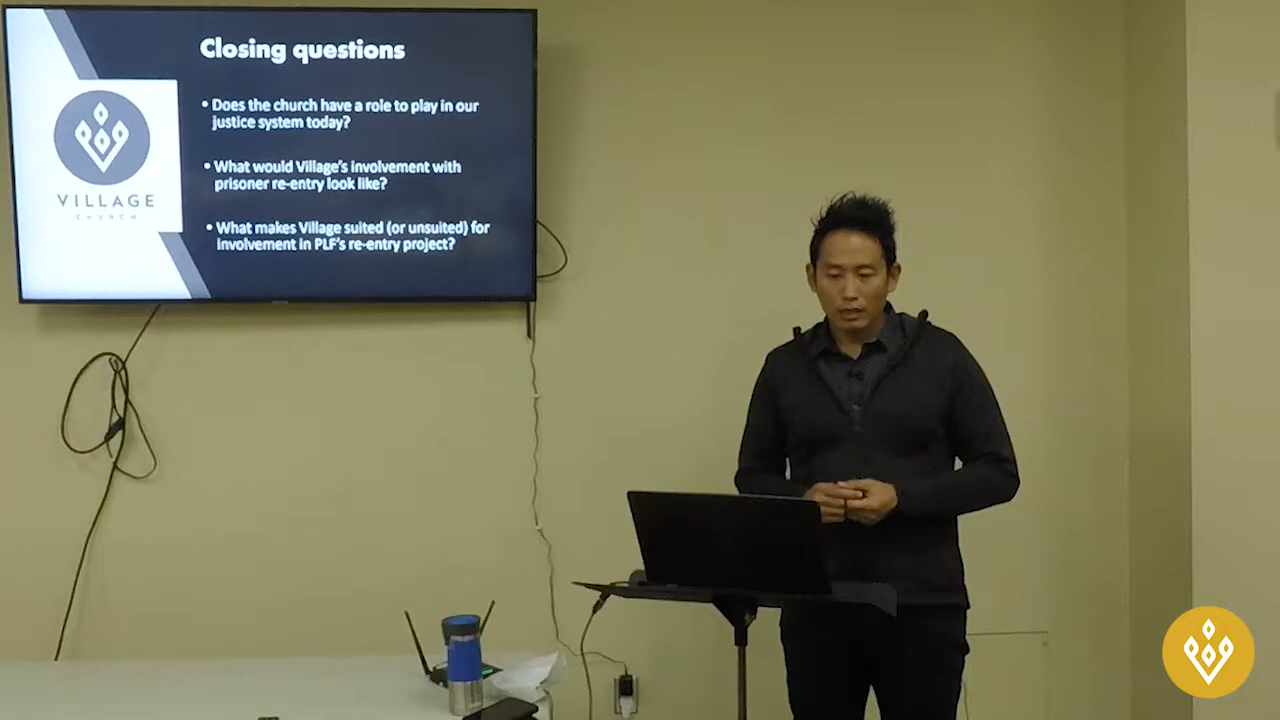 Closing questions
• Does the church have a role to play in our
justice system today?
• What would Village's involvement with
prisoner re-entry look like?
• What makes Village suited (or unsuited) for
involvement in PLF's re-entry project?
VILLAGE
CHURCH